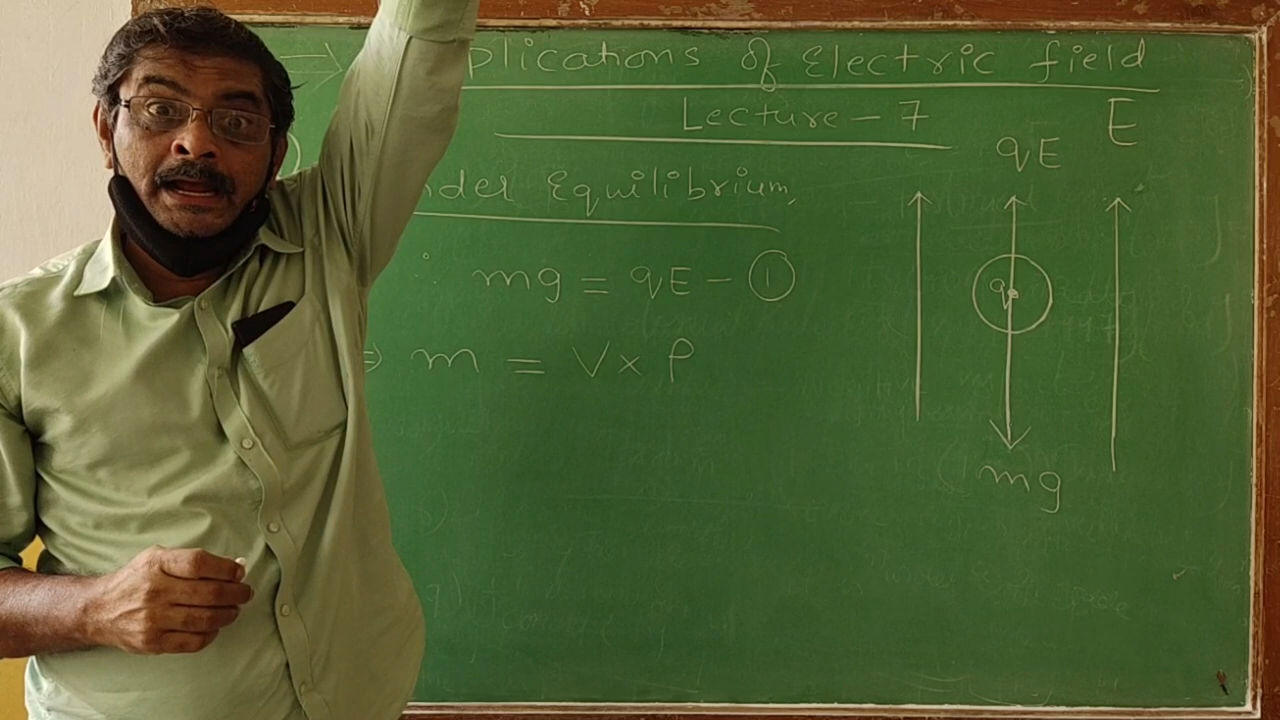 → plications of Electric field
Lecture - 7
nder Equilibrium,
mg = qE - ①
⇒ m = V × ρ
E
qE
q
mg